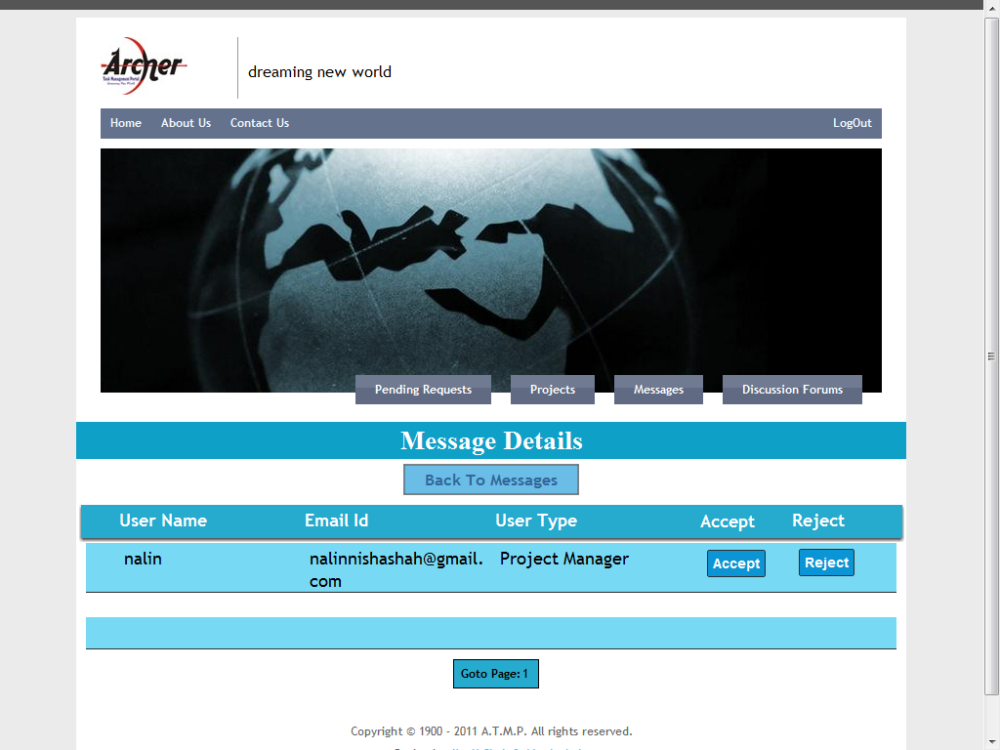 Archer
Task Management Portal
dreaming new world
Home About Us Contact Us LogOut
Pending Requests Projects Messages Discussion Forums
Message Details
Back To Messages
User Name Email Id User Type Accept Reject
nalin nalinnishashah@gmail. Project Manager Accept Reject
com
Goto Page: 1
Copyright © 1900 - 2011 A.T.M.P. All rights reserved.